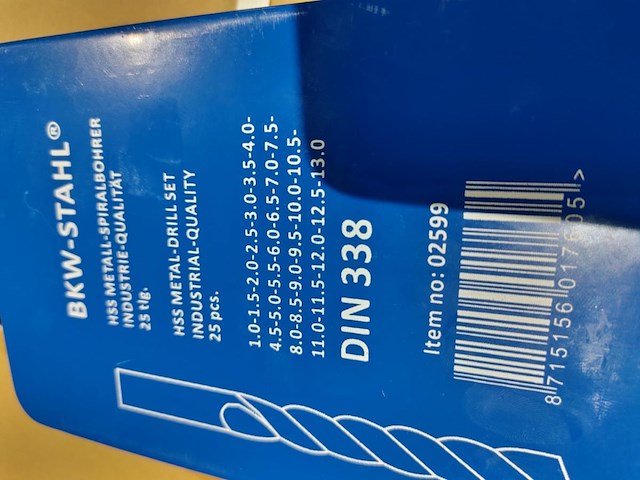 BKW-STAHL®
HSS METALL-SPIRALBOHRER
INDUSTRIE-QUALITÄT
25 tlg.
HSS METAL-DRILL SET
INDUSTRIAL-QUALITY
25 pcs.
1.0-1.5-2.0-2.5-3.0-3.5-4.0-
4.5-5.0-5.5-6.0-6.5-7.0-7.5-
8.0-8.5-9.0-9.5-10.0-10.5-
11.0-11.5-12.0-12.5-13.0
DIN 338
Item no: 02599
8 715156 017605 >